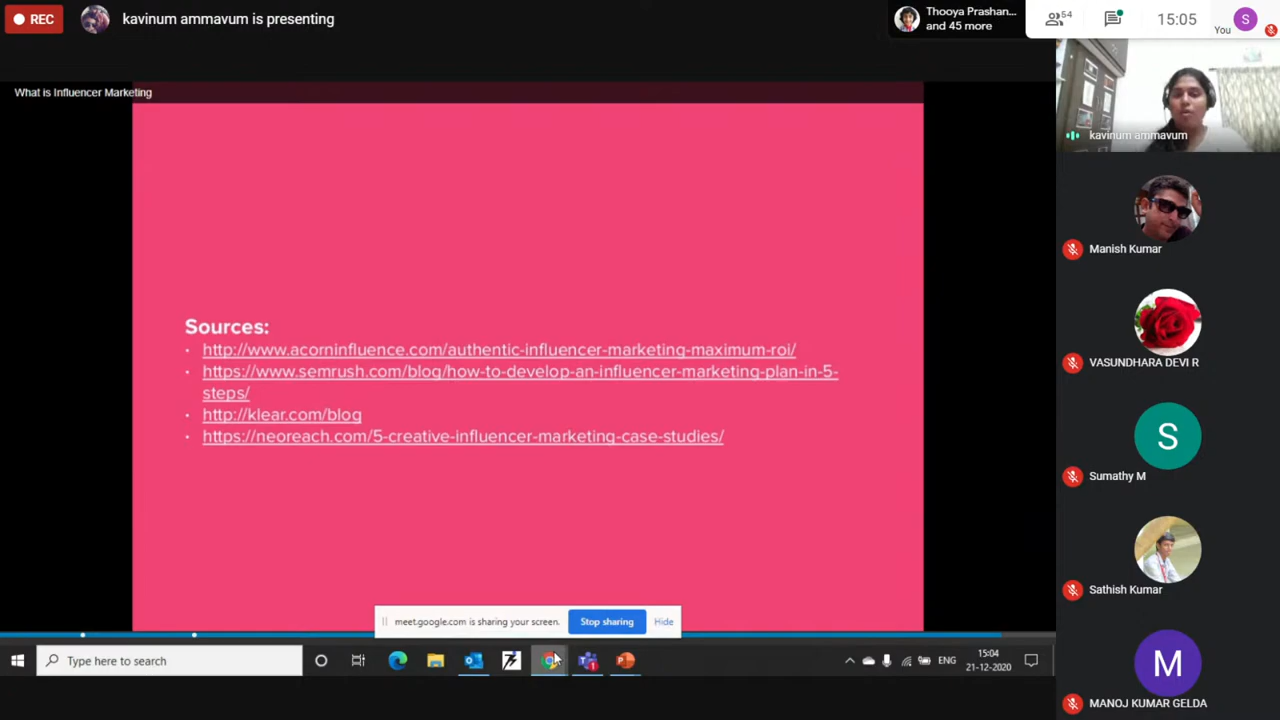 REC
kavinum ammavum is presenting
Thooya Prashan...
and 45 more
54
15:05
You
S
What is Influencer Marketing
kavinum ammavum
Sources:
• http://www.acorninfluence.com/authentic-influencer-marketing-maximum-roi/
• https://www.semrush.com/blog/how-to-develop-an-influencer-marketing-plan-in-5-
steps/
• http://klear.com/blog
• https://neoreach.com/5-creative-influencer-marketing-case-studies/
Manish Kumar
VASUNDHARA DEVI R
S
Sumathy M
Sathish Kumar
M
MANOJ KUMAR GELDA
meet.google.com is sharing your screen.
Stop sharing
Hide
Type here to search
ENG
15:04
21-12-2020